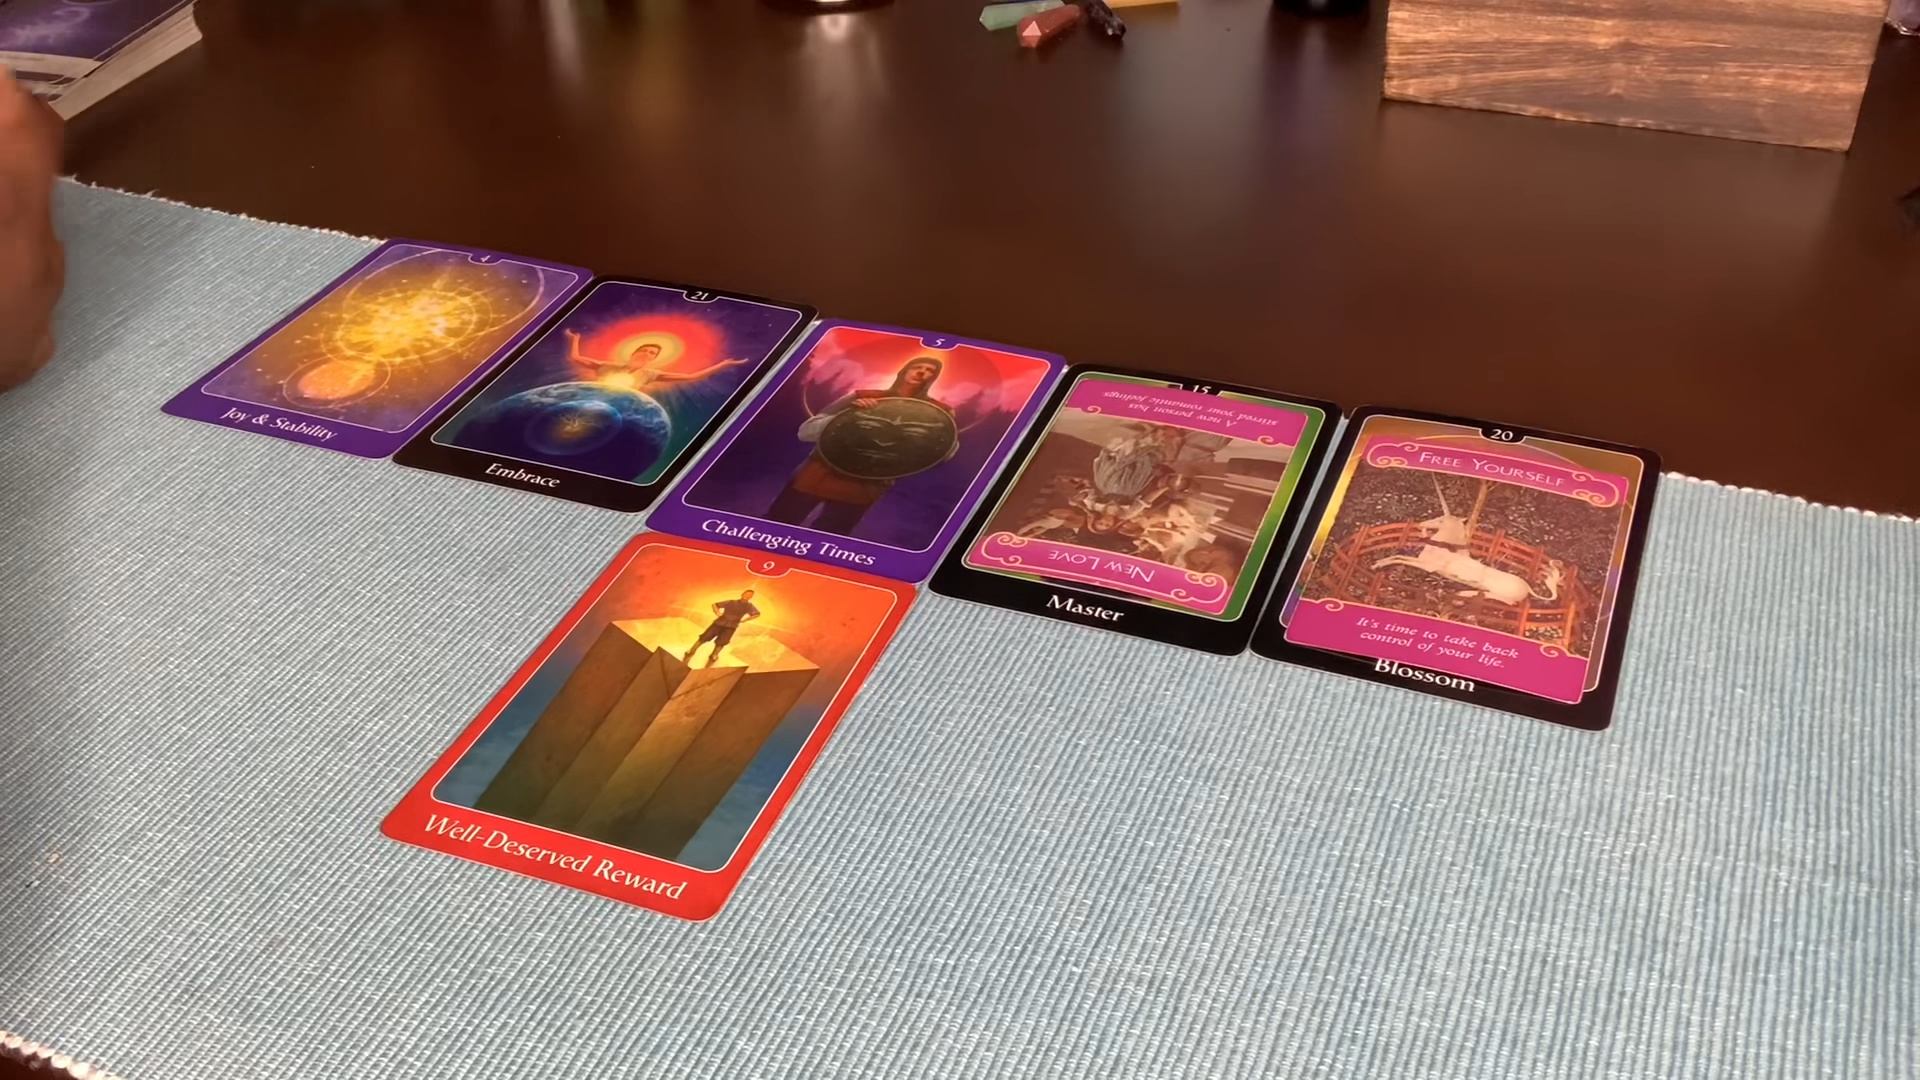 4
Joy & Stability
21
Embrace
5
Challenging Times
15
A new person has
stirred your romantic feelings
NEW LOVE
Master
20
FREE YOURSELF
It's time to take back
control of your life.
Blossom
9
Well-Deserved Reward